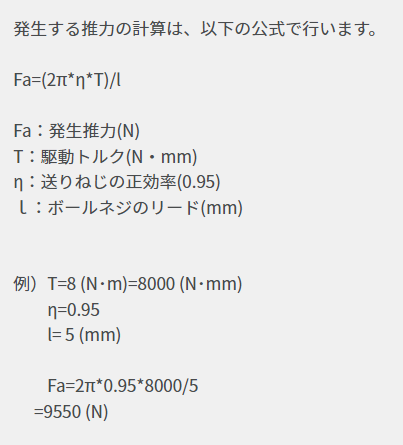 発生する推力の計算は、以下の公式で行います。
Fa=(2π*η*T)/l
Fa：発生推力(N)
T：駆動トルク(N・mm)
η：送りねじの正効率(0.95)
ｌ：ボールネジのリード(mm)
例）T=8 (N･m)=8000 (N･mm)
η=0.95
l= 5 (mm)
Fa=2π*0.95*8000/5
=9550 (N)